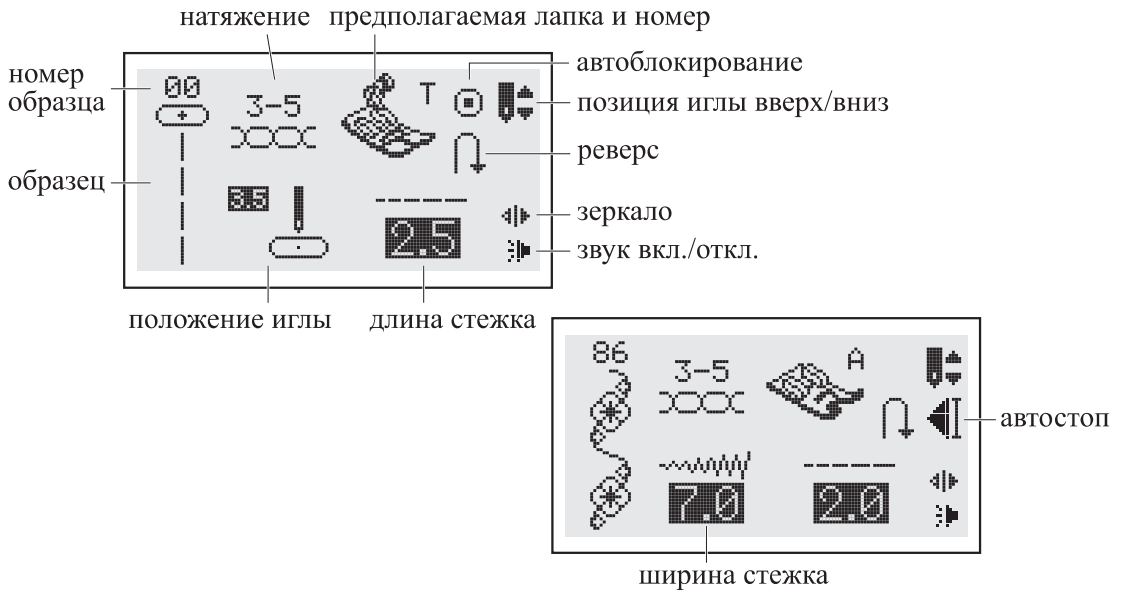 натяжение предполагаемая лапка и номер
номер
образца
00
3-5
T
автоблокирование
позиция иглы вверх/вниз
реверс
образец
3.5
2.5
зеркало
звук вкл./откл.
положение иглы длина стежка
86
3-5
A
автостоп
7.0 2.0
ширина стежка